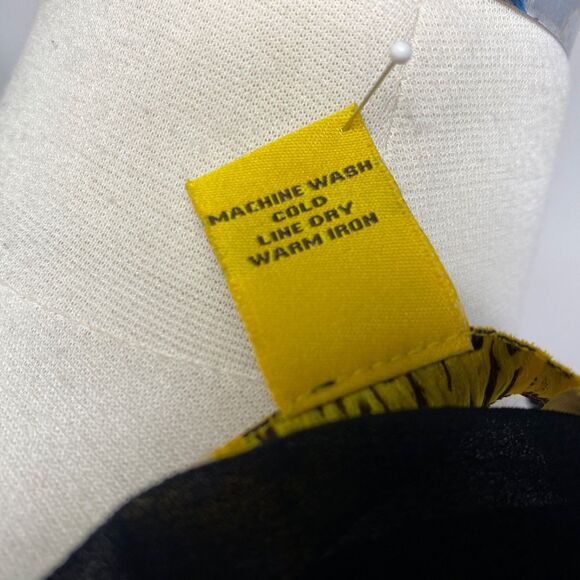 MACHINE WASH
COLD
LINE DRY
WARM IRON